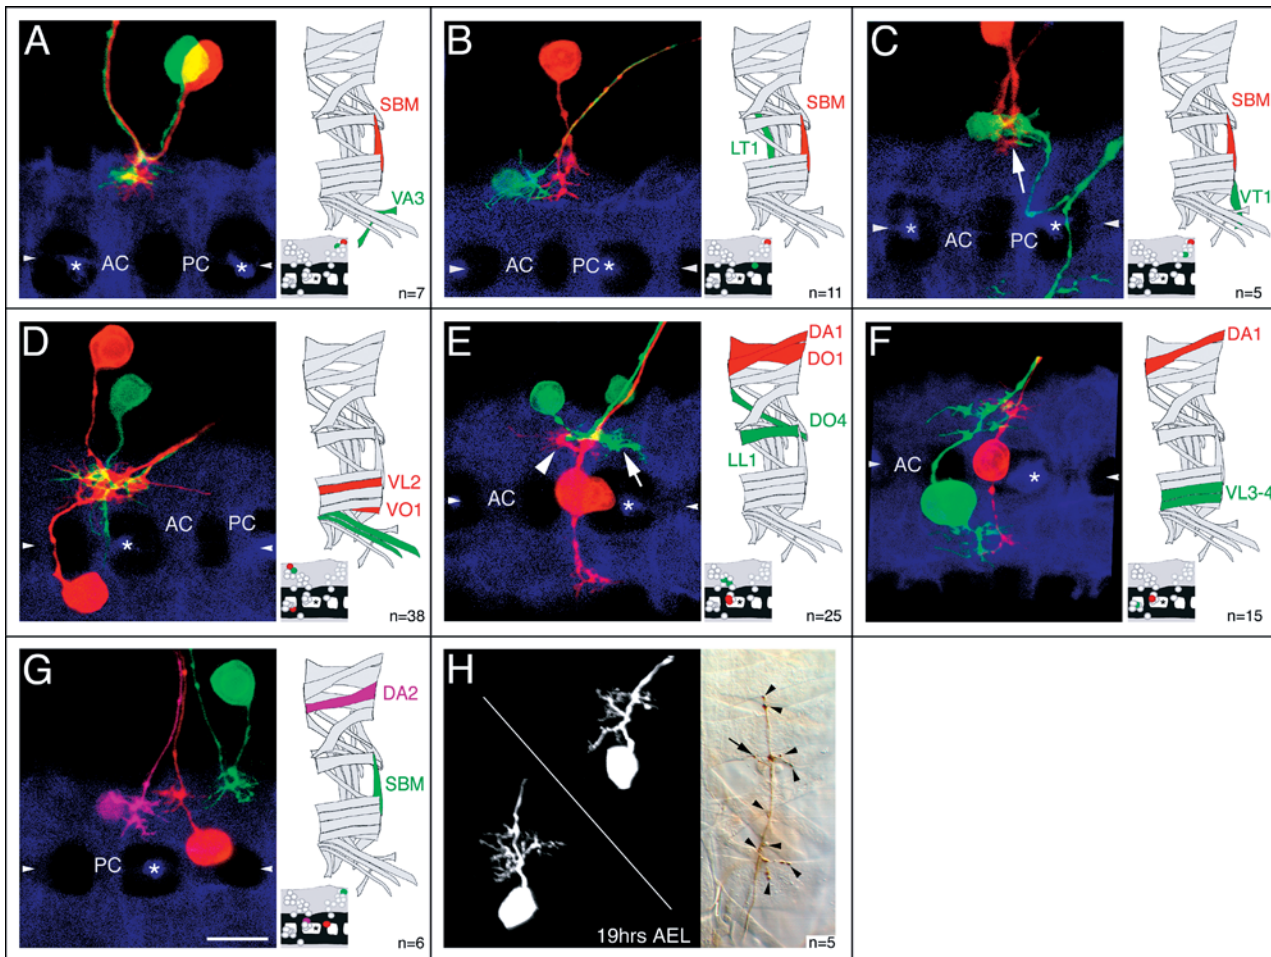 A
SBM
VA3
AC
PC
*
*
n=7
B
SBM
LT1
AC
PC
*
n=11
C
SBM
VT1
*
AC
PC
*
n=5
D
VL2
VO1
AC
PC
*
n=38
E
DA1
DO1
DO4
LL1
AC
*
n=25
F
DA1
AC
*
VL3-4
n=15
G
DA2
SBM
PC
*
n=6
H
19hrs AEL
n=5